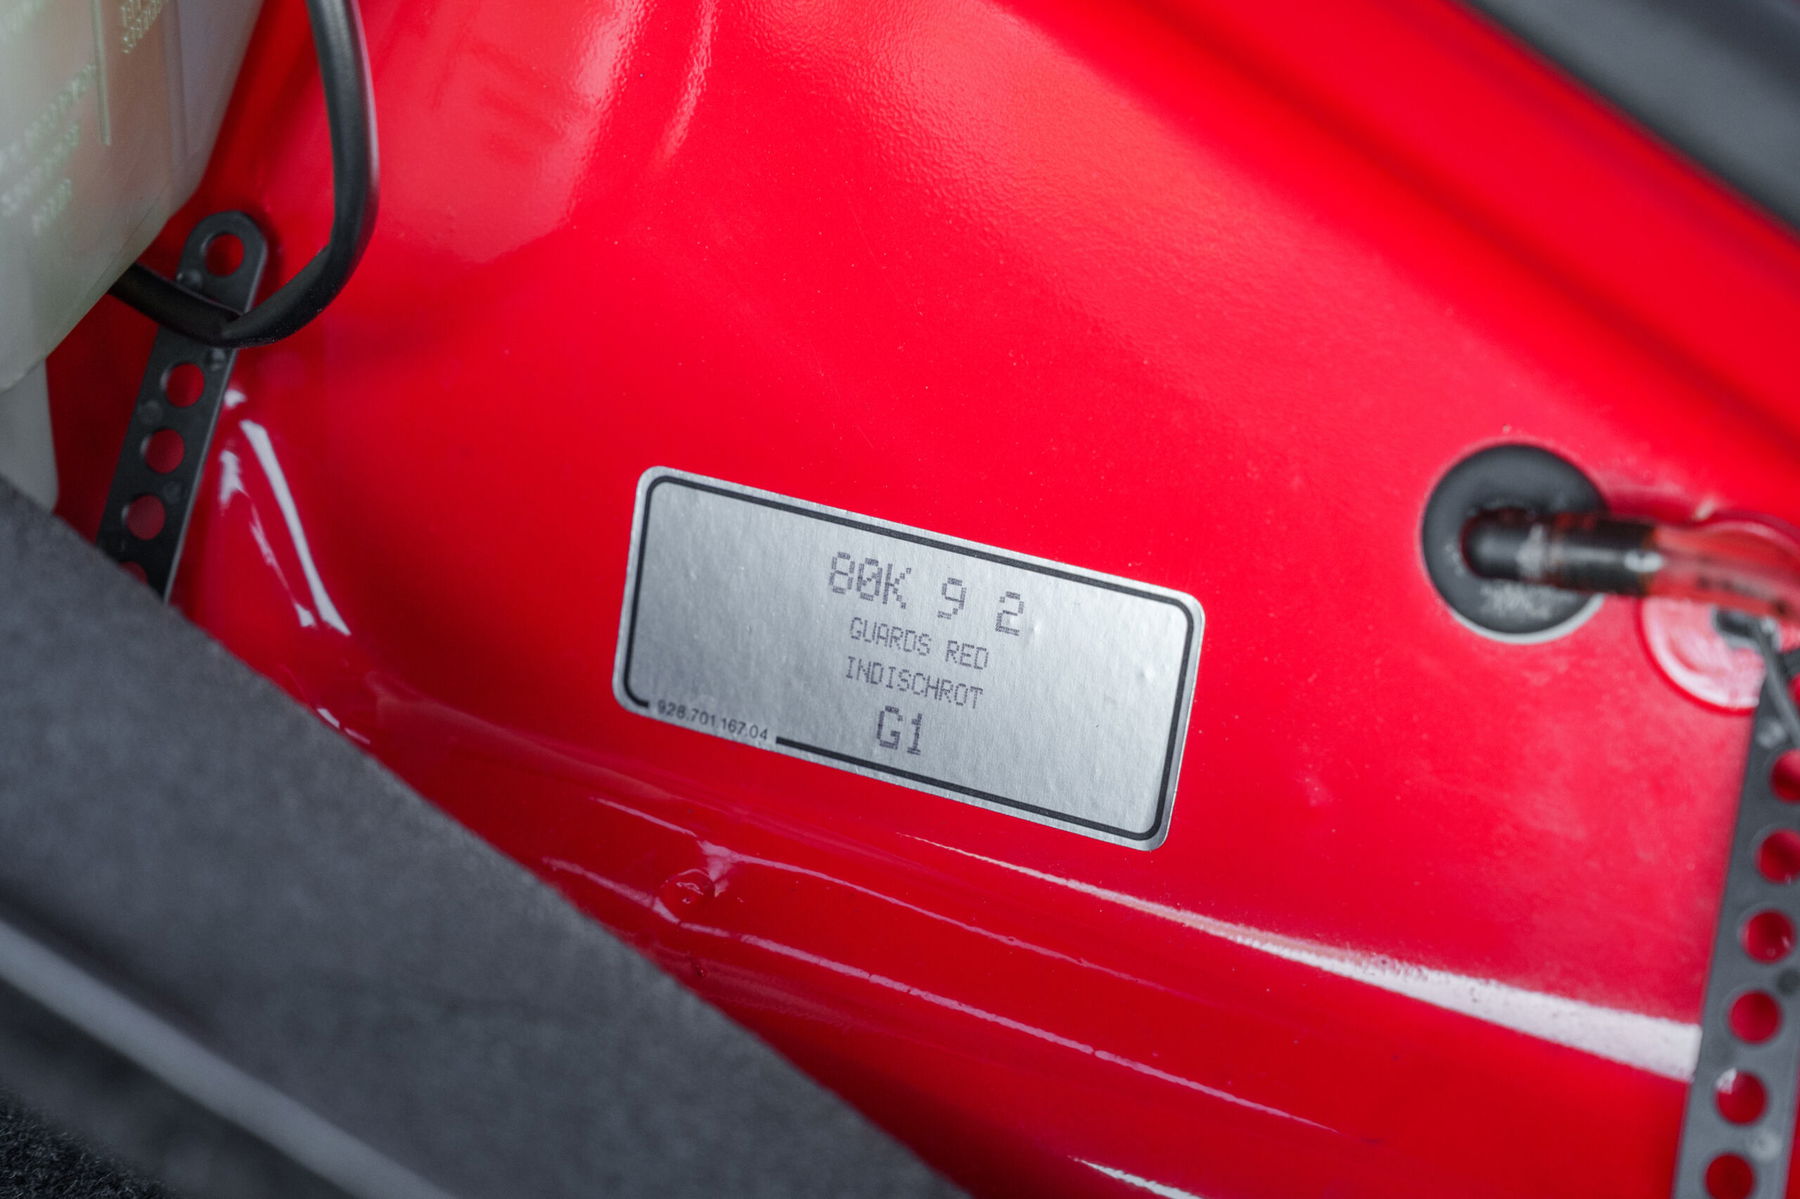 80K 9 2
GUARDS RED
INDISCHROT
G1
928.701.167.04